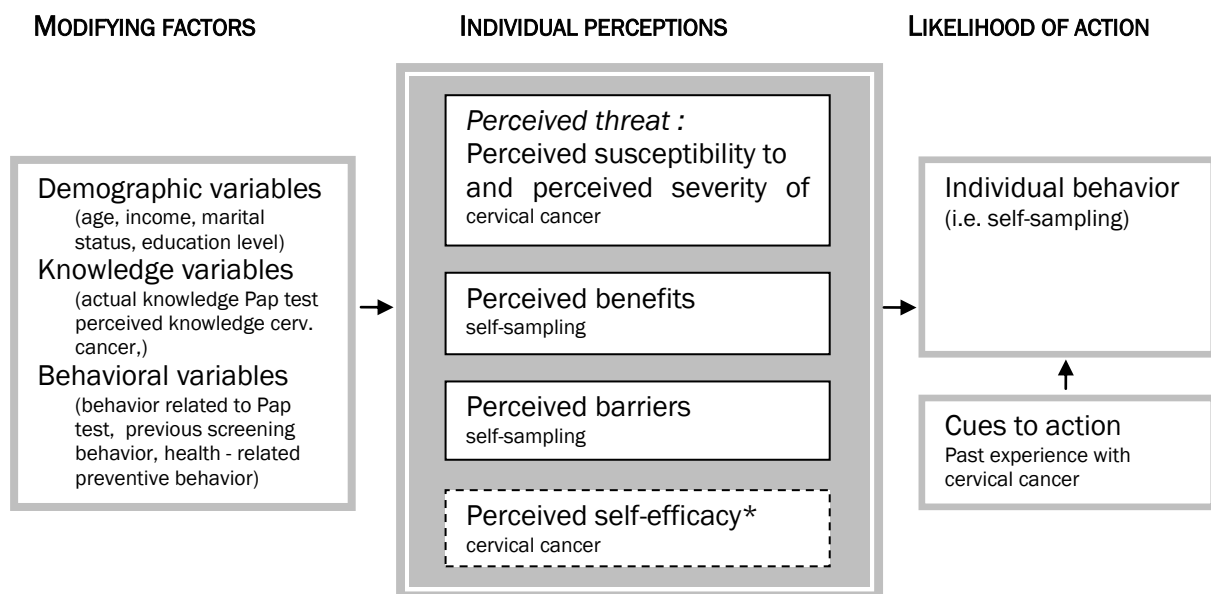 MODIFYING FACTORS
Demographic variables
(age, income, marital
status, education level)
Knowledge variables
(actual knowledge Pap test
perceived knowledge cerv.
cancer,)
Behavioral variables
(behavior related to Pap
test, previous screening
behavior, health - related
preventive behavior)
INDIVIDUAL PERCEPTIONS
Perceived threat :
Perceived susceptibility to
and perceived severity of
cervical cancer
Perceived benefits
self-sampling
Perceived barriers
self-sampling
Perceived self-efficacy*
cervical cancer
LIKELIHOOD OF ACTION
Individual behavior
(i.e. self-sampling)
Cues to action
Past experience with
cervical cancer